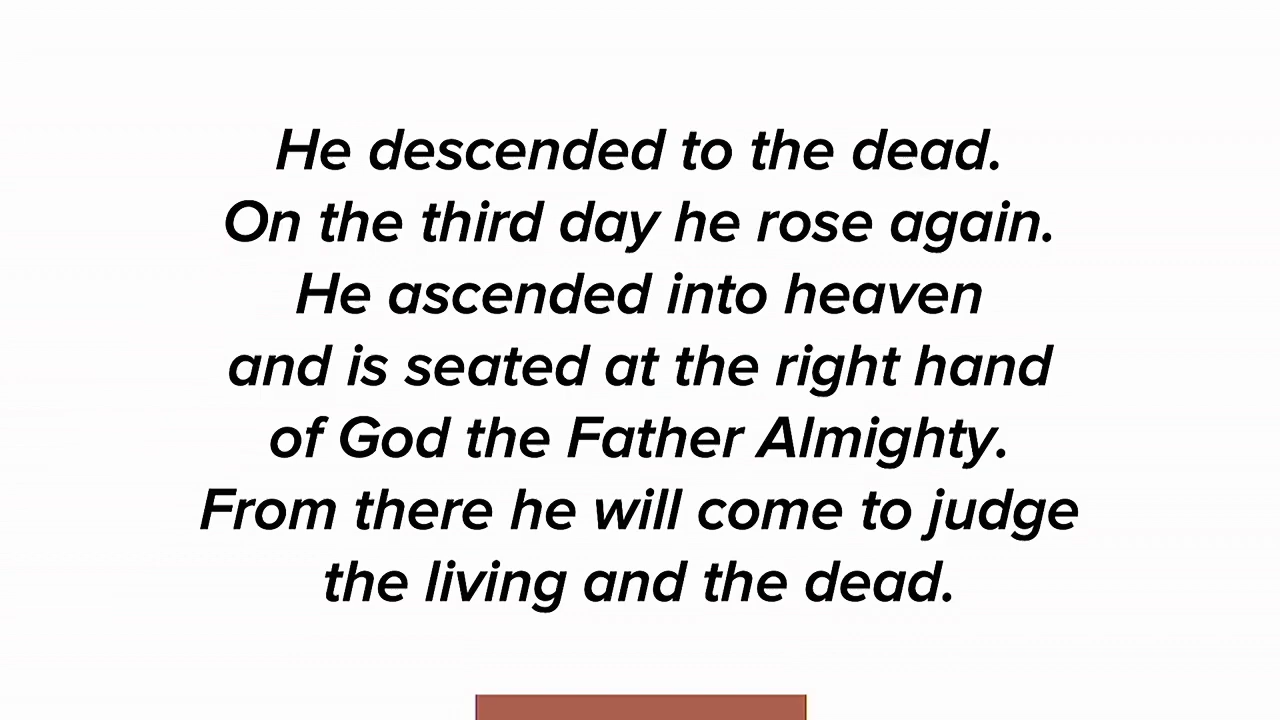 He descended to the dead.
On the third day he rose again.
He ascended into heaven
and is seated at the right hand
of God the Father Almighty.
From there he will come to judge
the living and the dead.